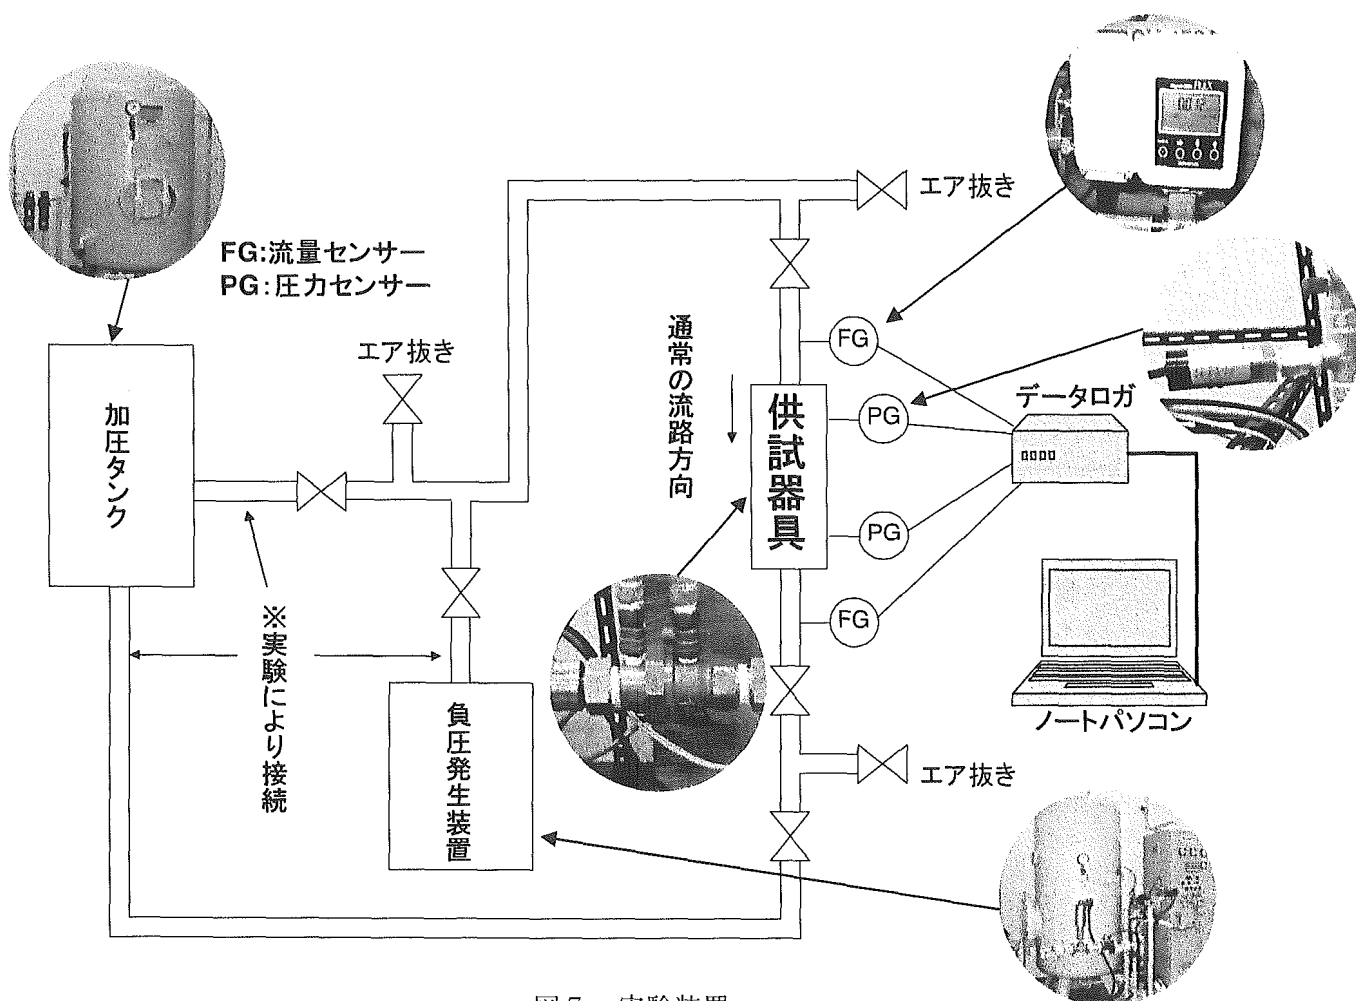 エア抜き
FG:流量センサー
PG:圧力センサー
エア抜き
通常の流路方向
FG
PG
データロガ
加圧タンク
供試器具
PG
FG
※実験により接続
負圧発生装置
ノートパソコン
エア抜き
図7 実験装置